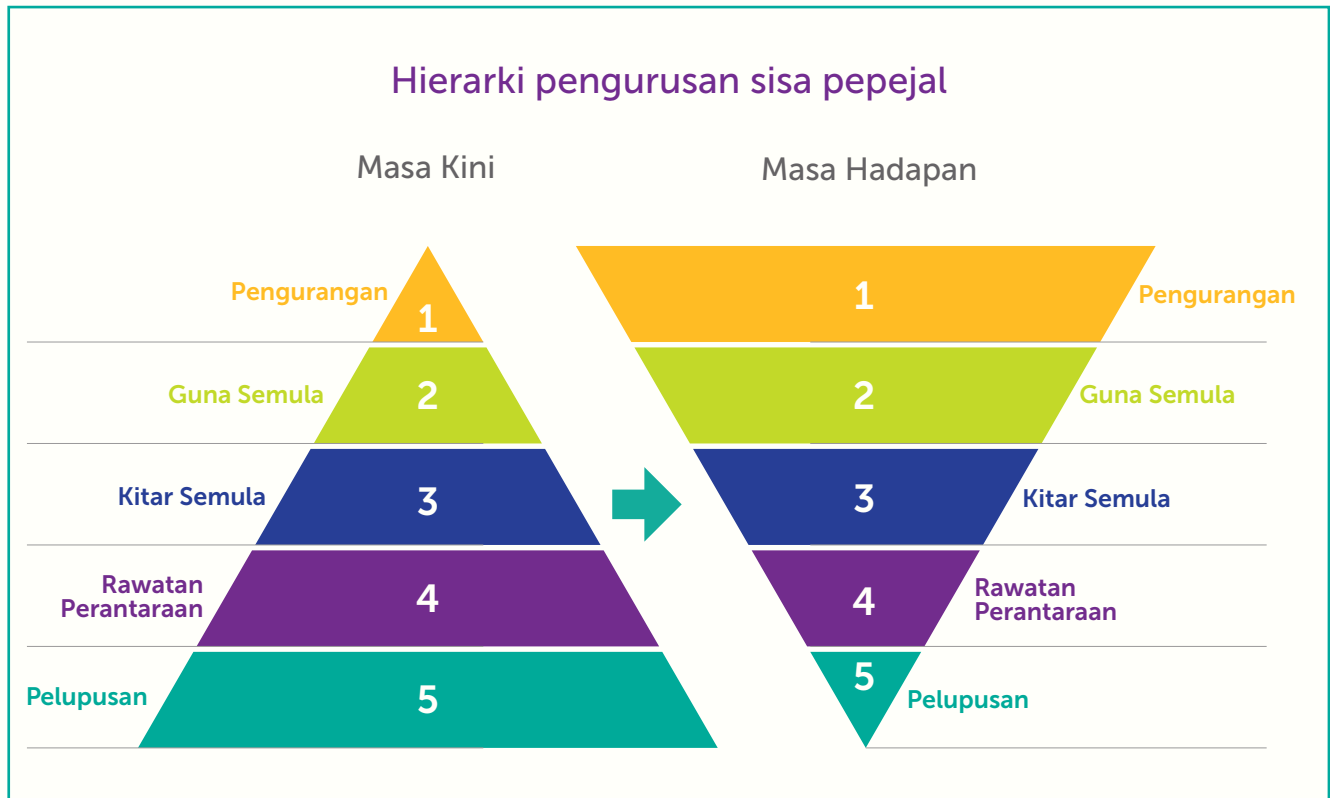 Hierarki pengurusan sisa pepejal
Masa Kini
Masa Hadapan
Pengurangan
1
Guna Semula
2
Kitar Semula
3
Rawatan
Perantaraan
4
Pelupusan
5
1
Pengurangan
2
Guna Semula
3
Kitar Semula
4
Rawatan
Perantaraan
5
Pelupusan